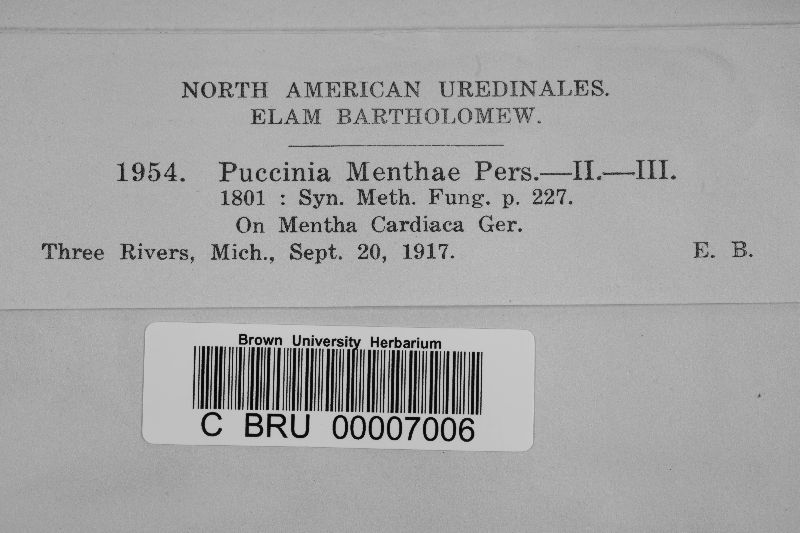 NORTH AMERICAN UREDINALES.
ELAM BARTHOLOMEW.
1954. Puccinia Menthae Pers.—II.—III.
1801 : Syn. Meth. Fung. p. 227.
On Mentha Cardiaca Ger.
Three Rivers, Mich., Sept. 20, 1917. E. B.
Brown University Herbarium
C BRU 00007006